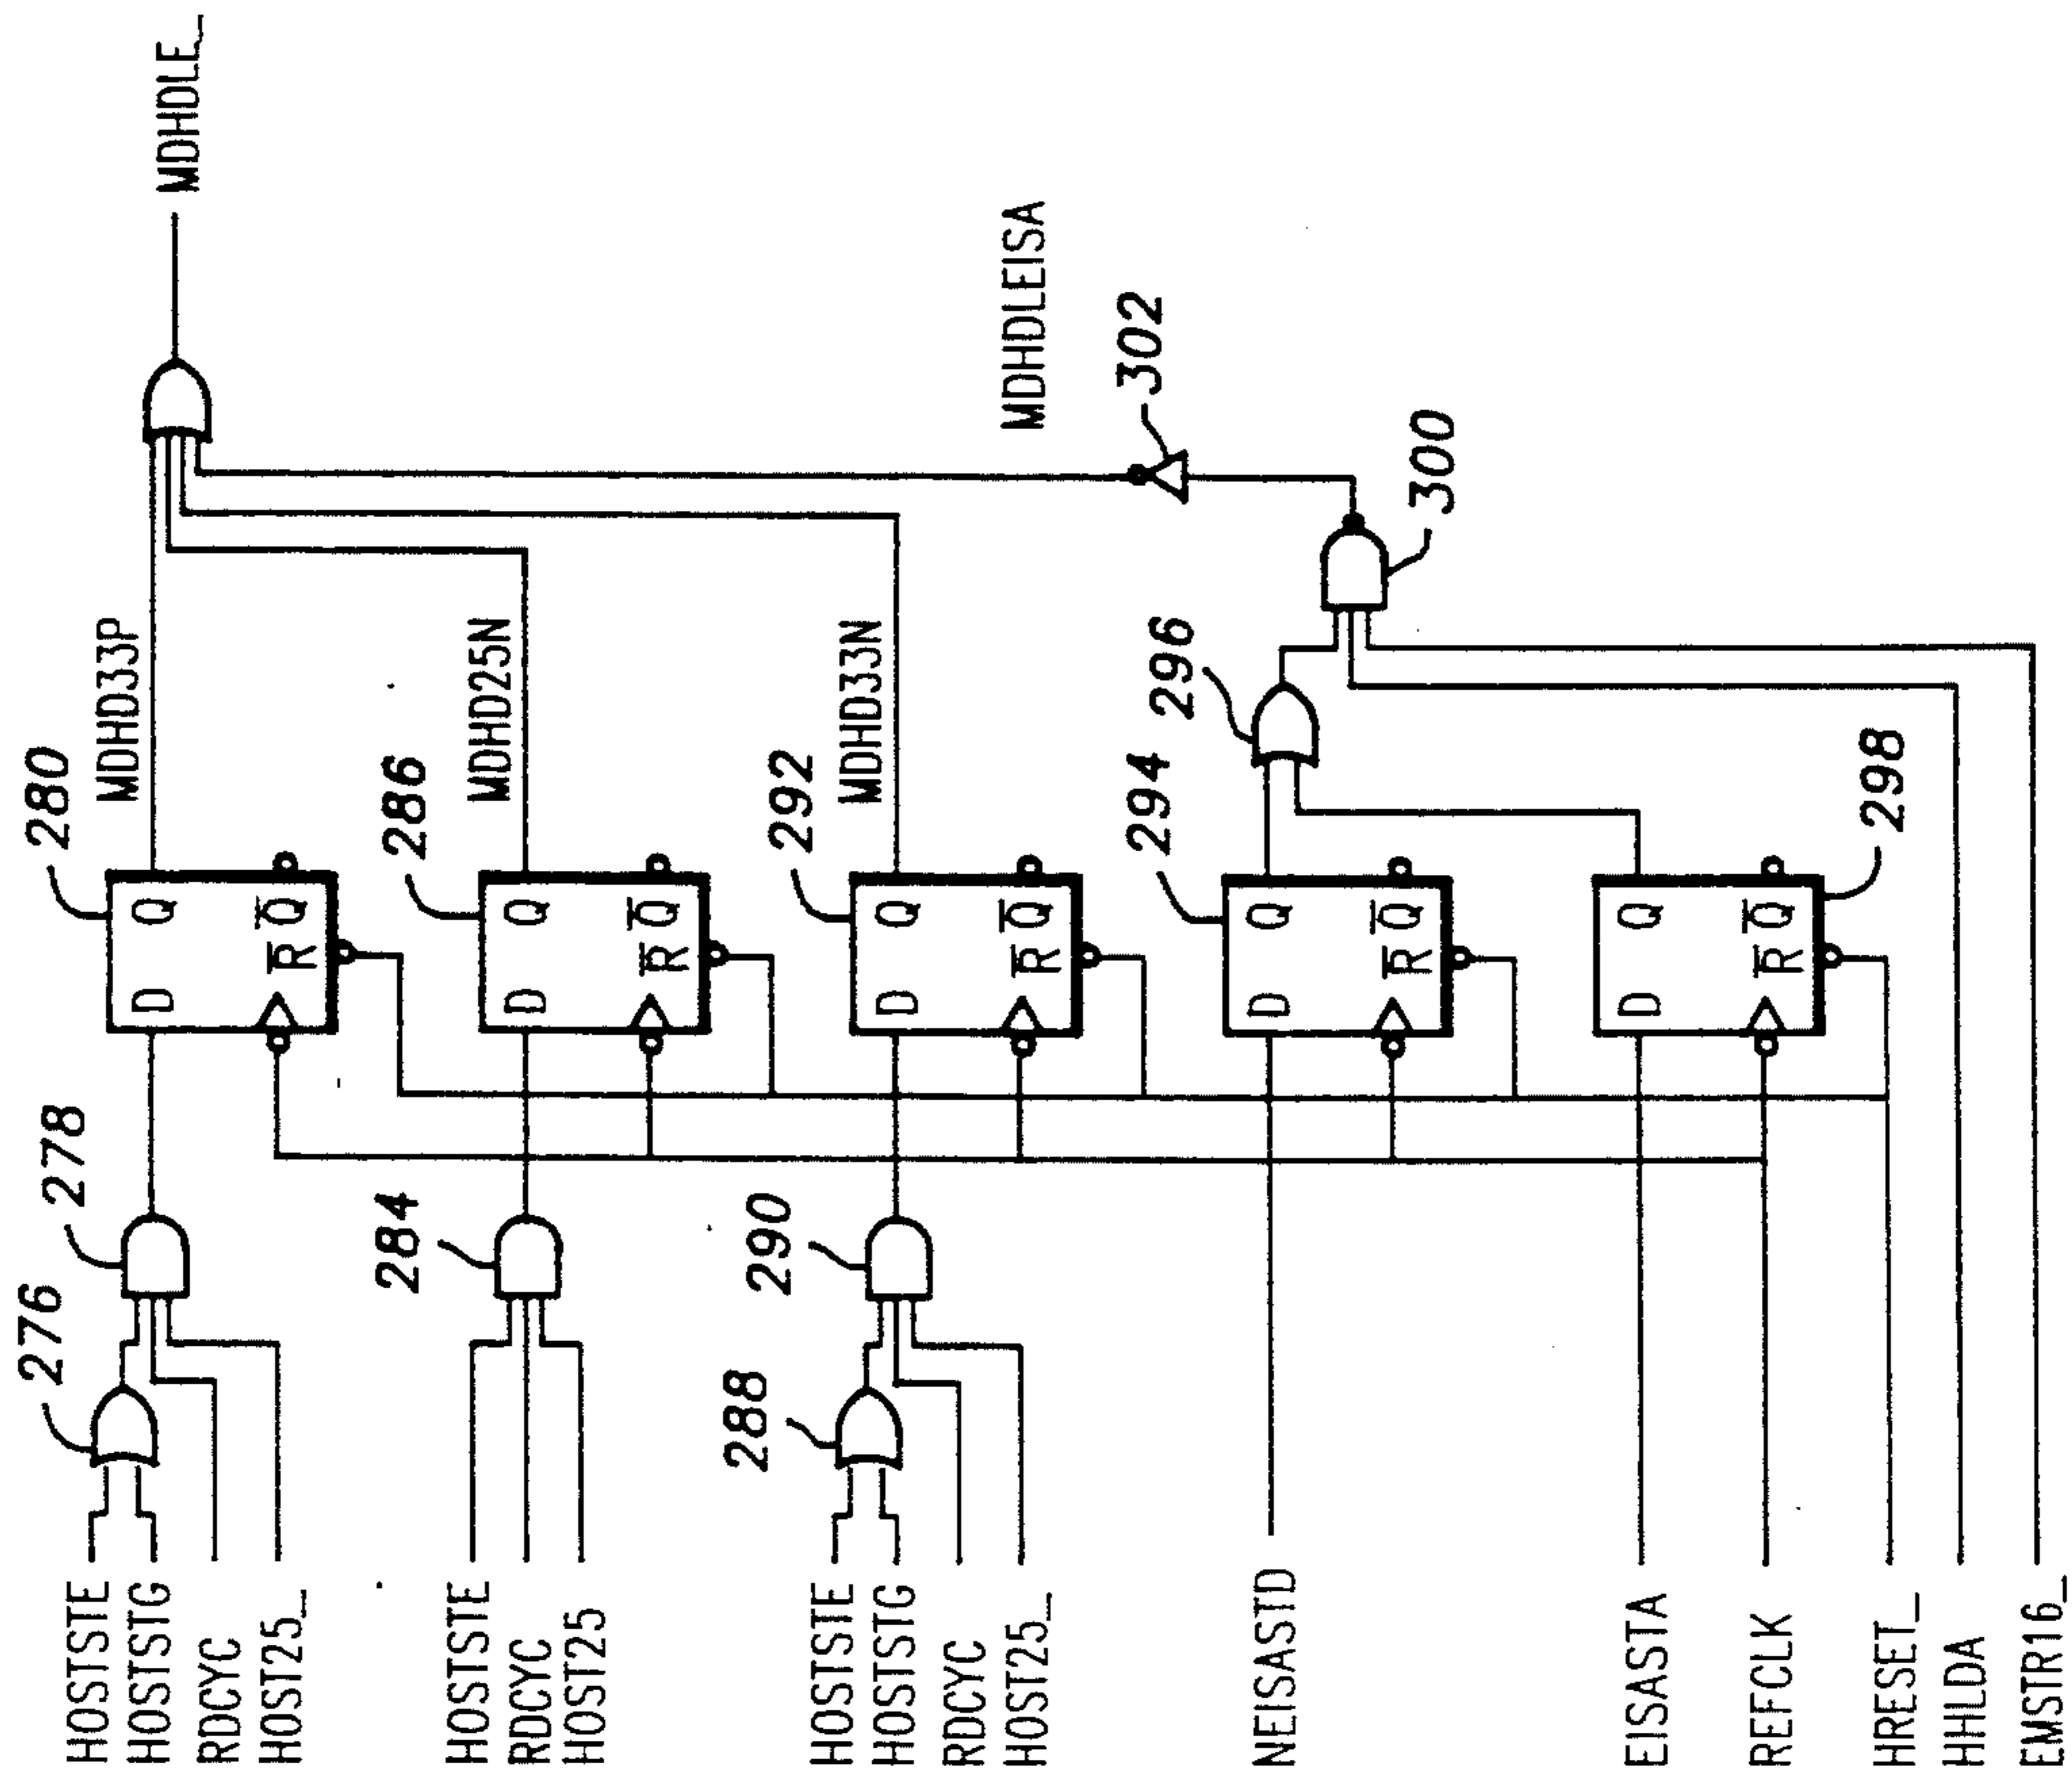 HOSTSTE
HOSTSTG
RDCYC
HOST25_
276
278
280
D Q
R Q
MDHD33P
MDHDLE_
HOSTSTE
RDCYC
HOST25
284
286
D Q
R Q
MDHD25N
HOSTSTE
HOSTSTG
RDCYC
HOST25_
288
290
292
D Q
R Q
MDHD33N
MDHDLEISA
302
NEISASTD
294
D Q
R Q
296
300
EISASTA
REFCLK
D Q
R Q
298
HRESET_
HHLDA
EMSTR16_